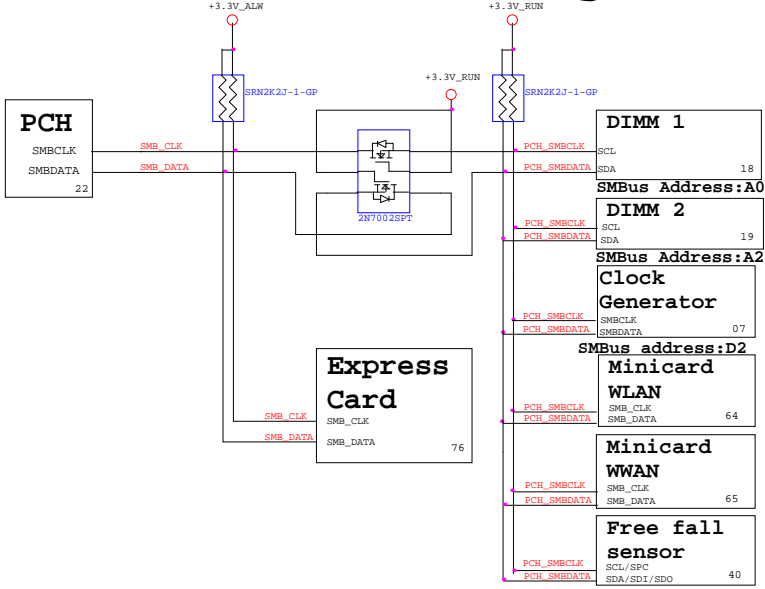 +3.3V_ALW
+3.3V_RUN
+3.3V_RUN
SRN2K2J-1-GP
SRN2K2J-1-GP
PCH
SMBCLK
SMBDATA
22
SMB_CLK
SMB_DATA
2N7002SPT
PCH_SMBCLK
PCH_SMBDATA
DIMM 1
SCL
SDA
18
SMBus Address:A0
PCH_SMBCLK
PCH_SMBDATA
DIMM 2
SCL
SDA
19
SMBus Address:A2
PCH_SMBCLK
PCH_SMBDATA
Clock
Generator
SMBCLK
SMBDATA
07
SMBus address:D2
SMB_CLK
SMB_DATA
Express
Card
SMB_CLK
SMB_DATA
76
PCH_SMBCLK
PCH_SMBDATA
Minicard
WLAN
SMB_CLK
SMB_DATA
64
PCH_SMBCLK
PCH_SMBDATA
Minicard
WWAN
SMB_CLK
SMB_DATA
65
PCH_SMBCLK
PCH_SMBDATA
Free fall
sensor
SCL/SPC
SDA/SDI/SDO
40